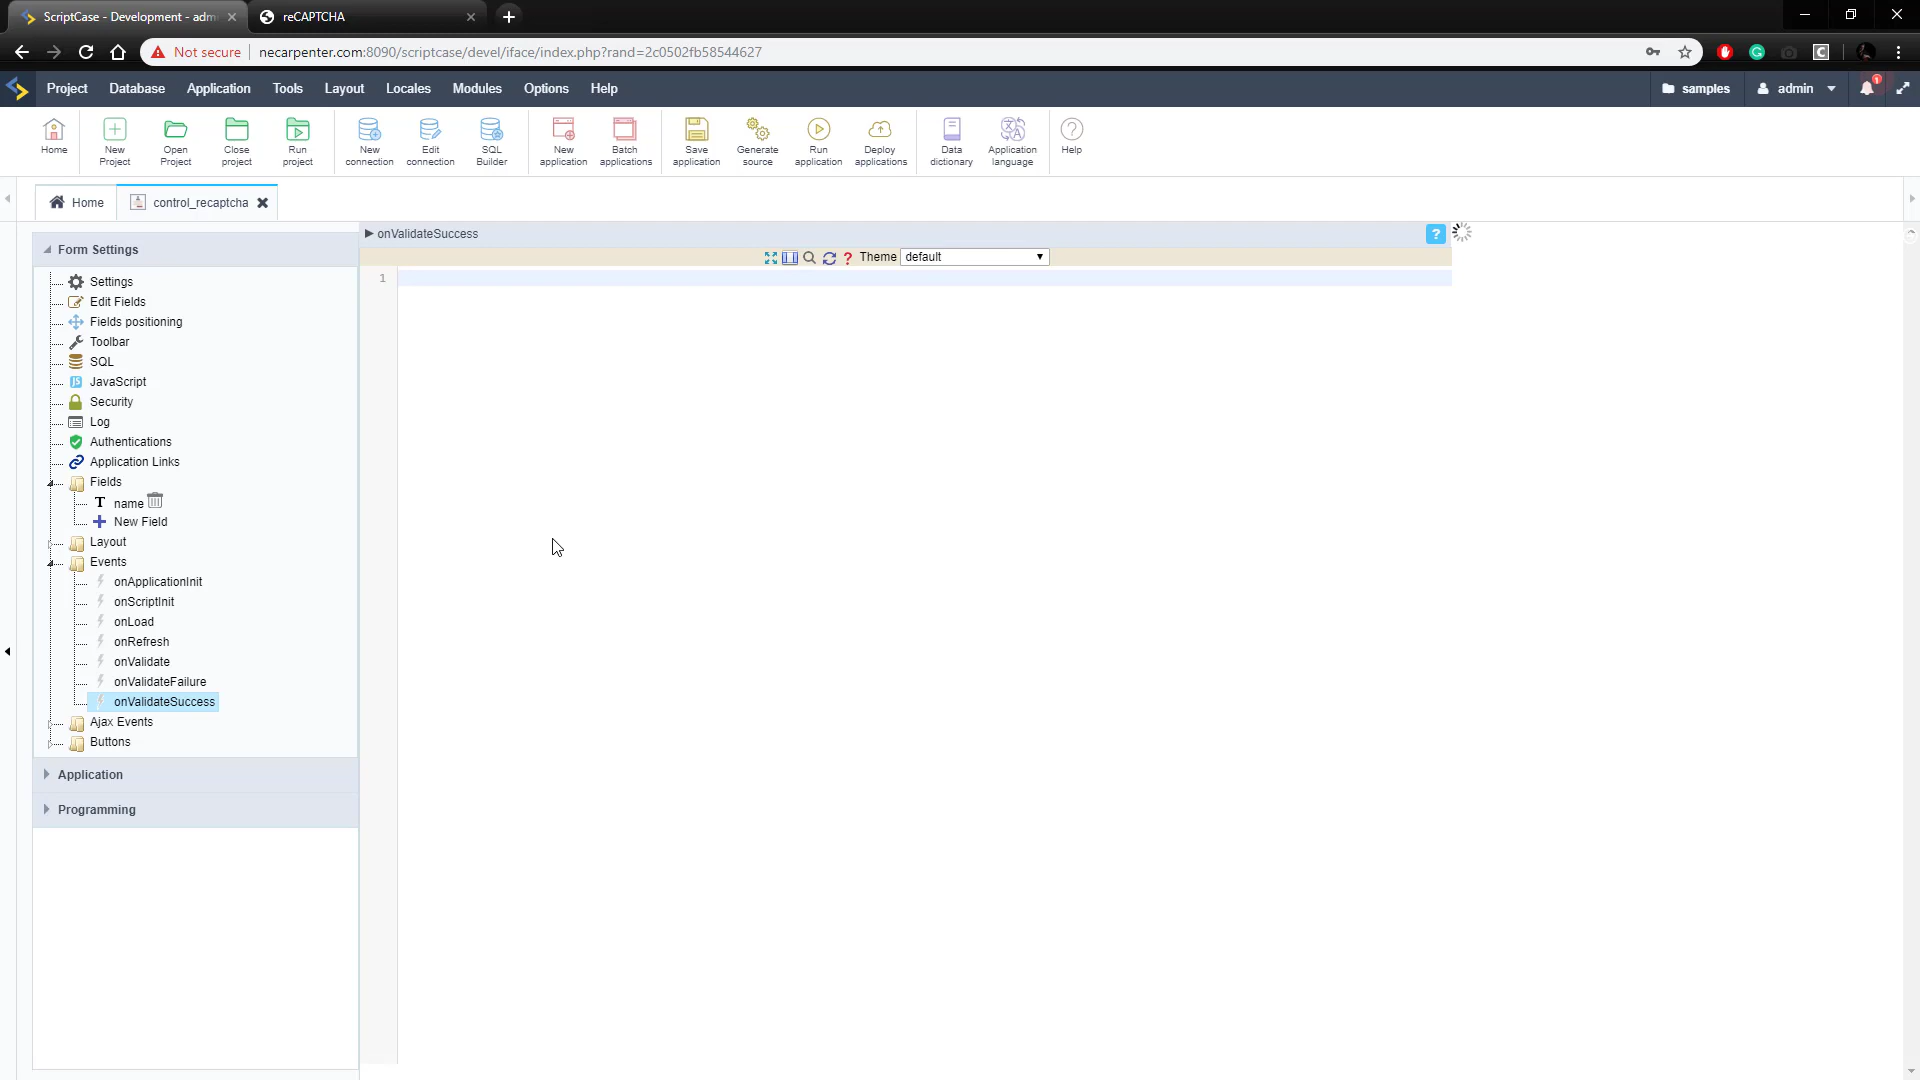 ScriptCase - Development - adm
reCAPTCHA
Not secure
necarpenter.com:8090/scriptcase/devel/iface/index.php?rand=2c0502fb58544627
Project
Database
Application
Tools
Layout
Locales
Modules
Options
Help
samples
admin
1
Home
New
Project
Open
Project
Close
project
Run
project
New
connection
Edit
connection
SQL
Builder
New
application
Batch
applications
Save
application
Generate
source
Run
application
Deploy
applications
Data
dictionary
Application
language
Help
Home
control_recaptcha
Form Settings
Settings
Edit Fields
Fields positioning
Toolbar
SQL
JavaScript
Security
Log
Authentications
Application Links
Fields
name
New Field
Layout
Events
onApplicationInit
onScriptInit
onLoad
onRefresh
onValidate
onValidateFailure
onValidateSuccess
Ajax Events
Buttons
Application
Programming
onValidateSuccess
?
? Theme default
1